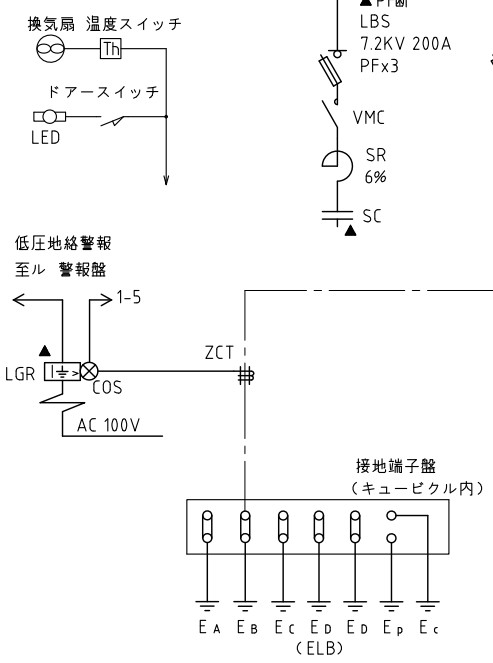 換気扇 温度スイッチ
Th
ドアースイッチ
LED
▲PF断
LBS
7.2KV 200A
PFx3
VMC
SR
6%
SC
▲
低圧地絡警報
至ル 警報盤
1-5
ZCT
▲
LGR
I >
COS
AC 100V
接地端子盤
(キュービクル内)
EA EB EC ED ED Ep Ec
(ELB)